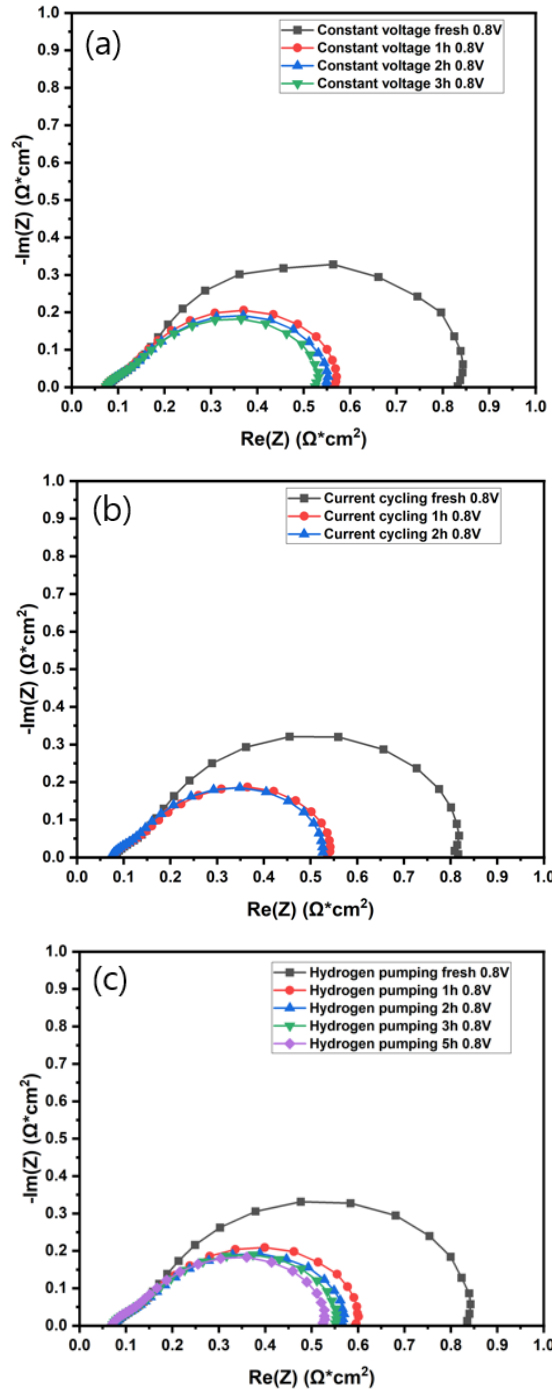 (a)
Constant voltage fresh 0.8V
Constant voltage 1h 0.8V
Constant voltage 2h 0.8V
Constant voltage 3h 0.8V
1.0
0.9
0.8
0.7
0.6
0.5
0.4
0.3
0.2
0.1
0.0
-Im(Z) (Ω*cm²)
0.0 0.1 0.2 0.3 0.4 0.5 0.6 0.7 0.8 0.9 1.0
Re(Z) (Ω*cm²)
(b)
Current cycling fresh 0.8V
Current cycling 1h 0.8V
Current cycling 2h 0.8V
1.0
0.9
0.8
0.7
0.6
0.5
0.4
0.3
0.2
0.1
0.0
-Im(Z) (Ω*cm²)
0.0 0.1 0.2 0.3 0.4 0.5 0.6 0.7 0.8 0.9 1.0
Re(Z) (Ω*cm²)
(c)
Hydrogen pumping fresh 0.8V
Hydrogen pumping 1h 0.8V
Hydrogen pumping 2h 0.8V
Hydrogen pumping 3h 0.8V
Hydrogen pumping 5h 0.8V
1.0
0.9
0.8
0.7
0.6
0.5
0.4
0.3
0.2
0.1
0.0
-Im(Z) (Ω*cm²)
0.0 0.1 0.2 0.3 0.4 0.5 0.6 0.7 0.8 0.9 1.0
Re(Z) (Ω*cm²)